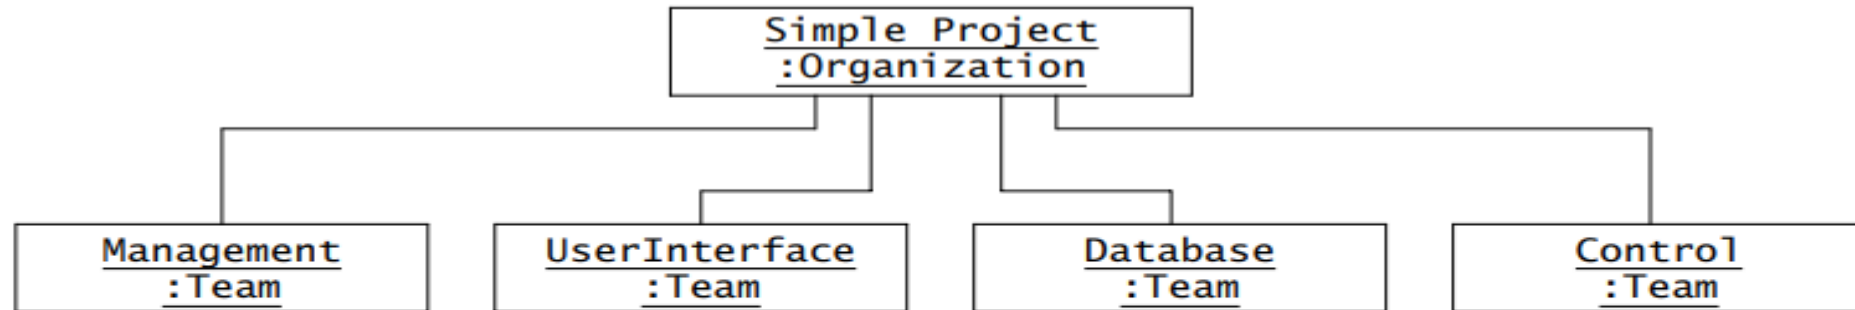 Simple Project
:Organization
Management
:Team
UserInterface
:Team
Database
:Team
Control
:Team